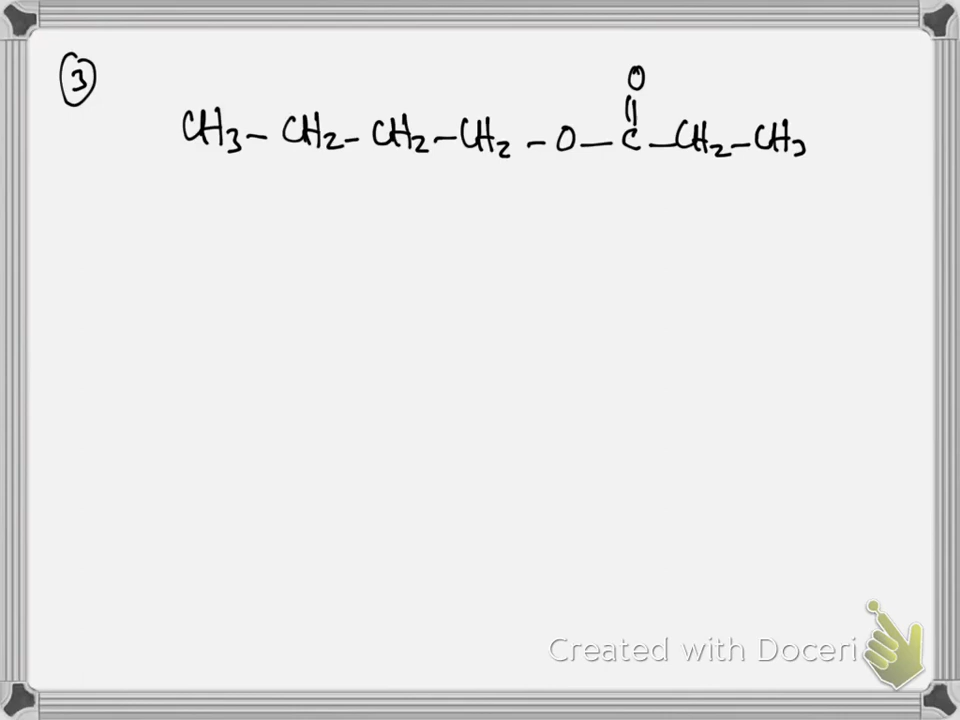 ③
O
||
CH₃ – CH₂ – CH₂ – CH₂ – O – C – CH₂ – CH₃
Created with Doceri